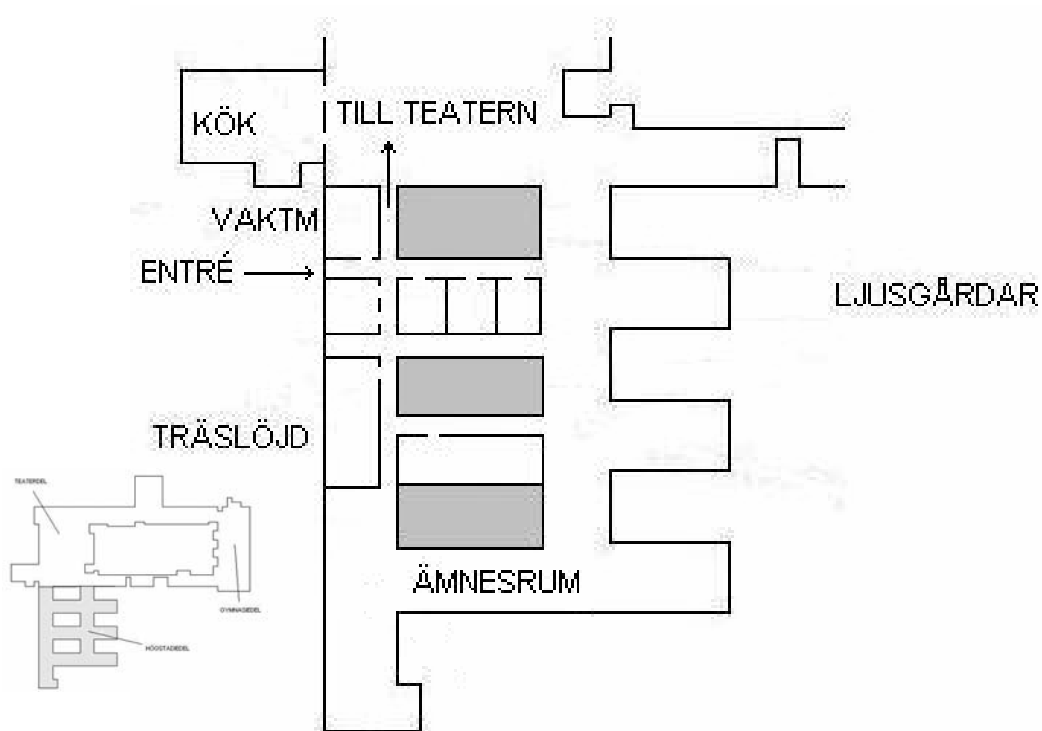 TILL TEATERN
KÖK
VAKTM
ENTRÉ
LJUSGÅRDAR
TRÄSLÖJD
ÄMNESRUM
TEATERDEL
GYMNASIEDEL
HÖGSTADIEDEL